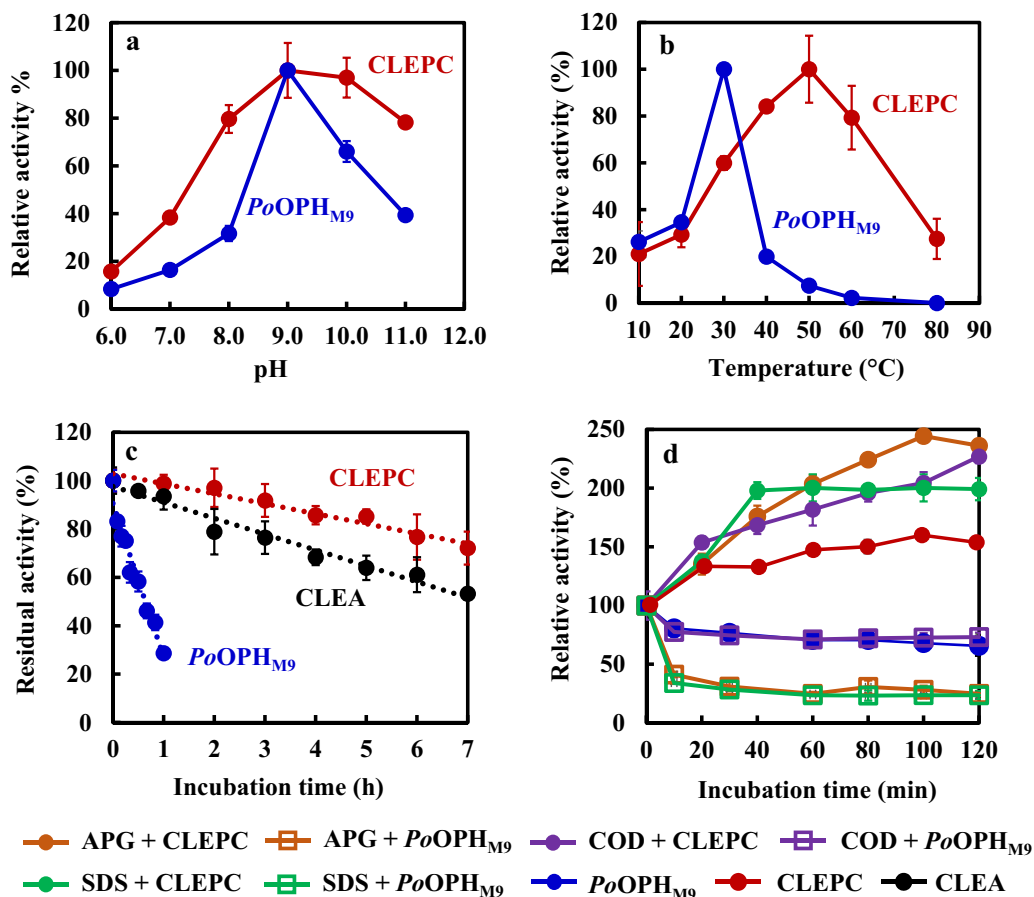 a
Relative activity %
120
100
80
60
40
20
0
CLEPC
PoOPHM9
6.0 7.0 8.0 9.0 10.0 11.0 12.0
pH
b
Relative activity (%)
120
100
80
60
40
20
0
CLEPC
PoOPHM9
10 20 30 40 50 60 70 80 90
Temperature (°C)
c
Residual activity (%)
120
100
80
60
40
20
0
CLEPC
CLEA
PoOPHM9
0 1 2 3 4 5 6 7
Incubation time (h)
d
Relative activity (%)
250
200
150
100
50
0
0 20 40 60 80 100 120
Incubation time (min)
APG + CLEPC APG + PoOPHM9 COD + CLEPC COD + PoOPHM9
SDS + CLEPC SDS + PoOPHM9 PoOPHM9 CLEPC CLEA